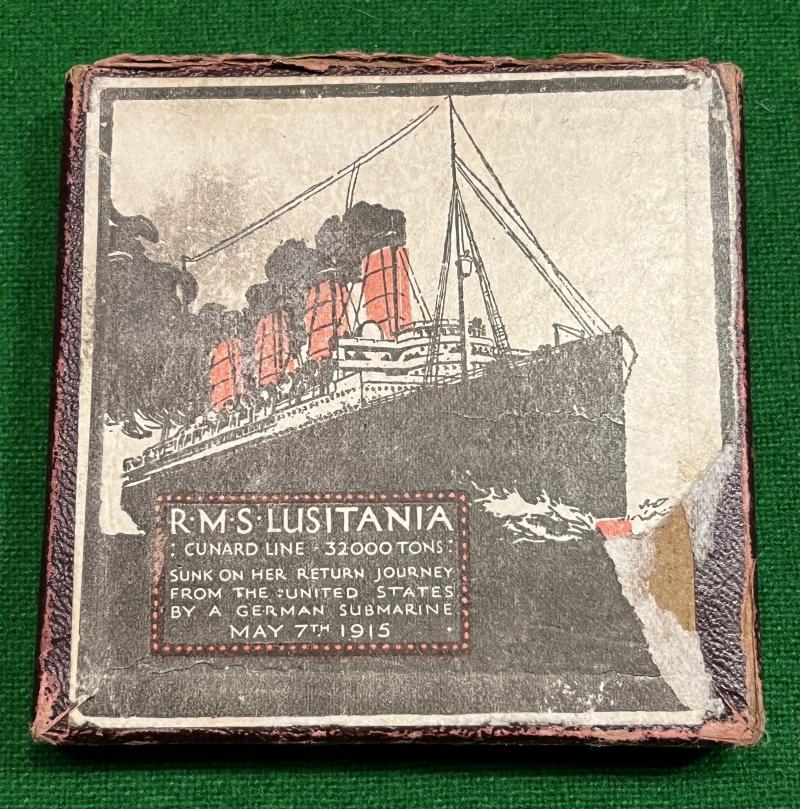 R·M·S·LUSITANIA
: CUNARD LINE - 32000 TONS :
SUNK ON HER RETURN JOURNEY
FROM THE :UNITED STATES
BY A GERMAN SUBMARINE
MAY 7TH 1915